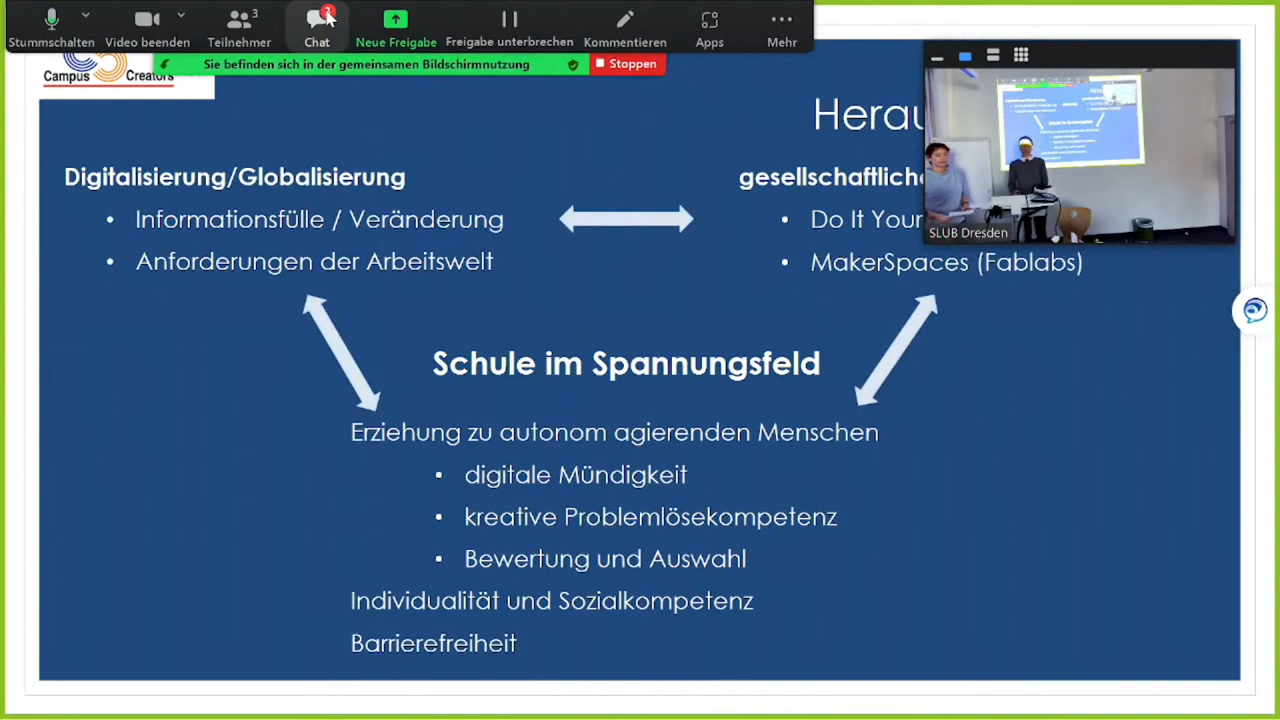 Stummschalten
Video beenden
3
Teilnehmer
Chat
Neue Freigabe
Freigabe unterbrechen
Kommentieren
Apps
Mehr
Sie befinden sich in der gemeinsamen Bildschirmnutzung
Stoppen
Campus Creators
Herau
Digitalisierung/Globalisierung
• Informationsfülle / Veränderung
• Anforderungen der Arbeitswelt
gesellschaftliche
• Do It Your
• MakerSpaces (Fablabs)
SLUB Dresden
Schule im Spannungsfeld
Erziehung zu autonom agierenden Menschen
• digitale Mündigkeit
• kreative Problemlösekompetenz
• Bewertung und Auswahl
Individualität und Sozialkompetenz
Barrierefreiheit